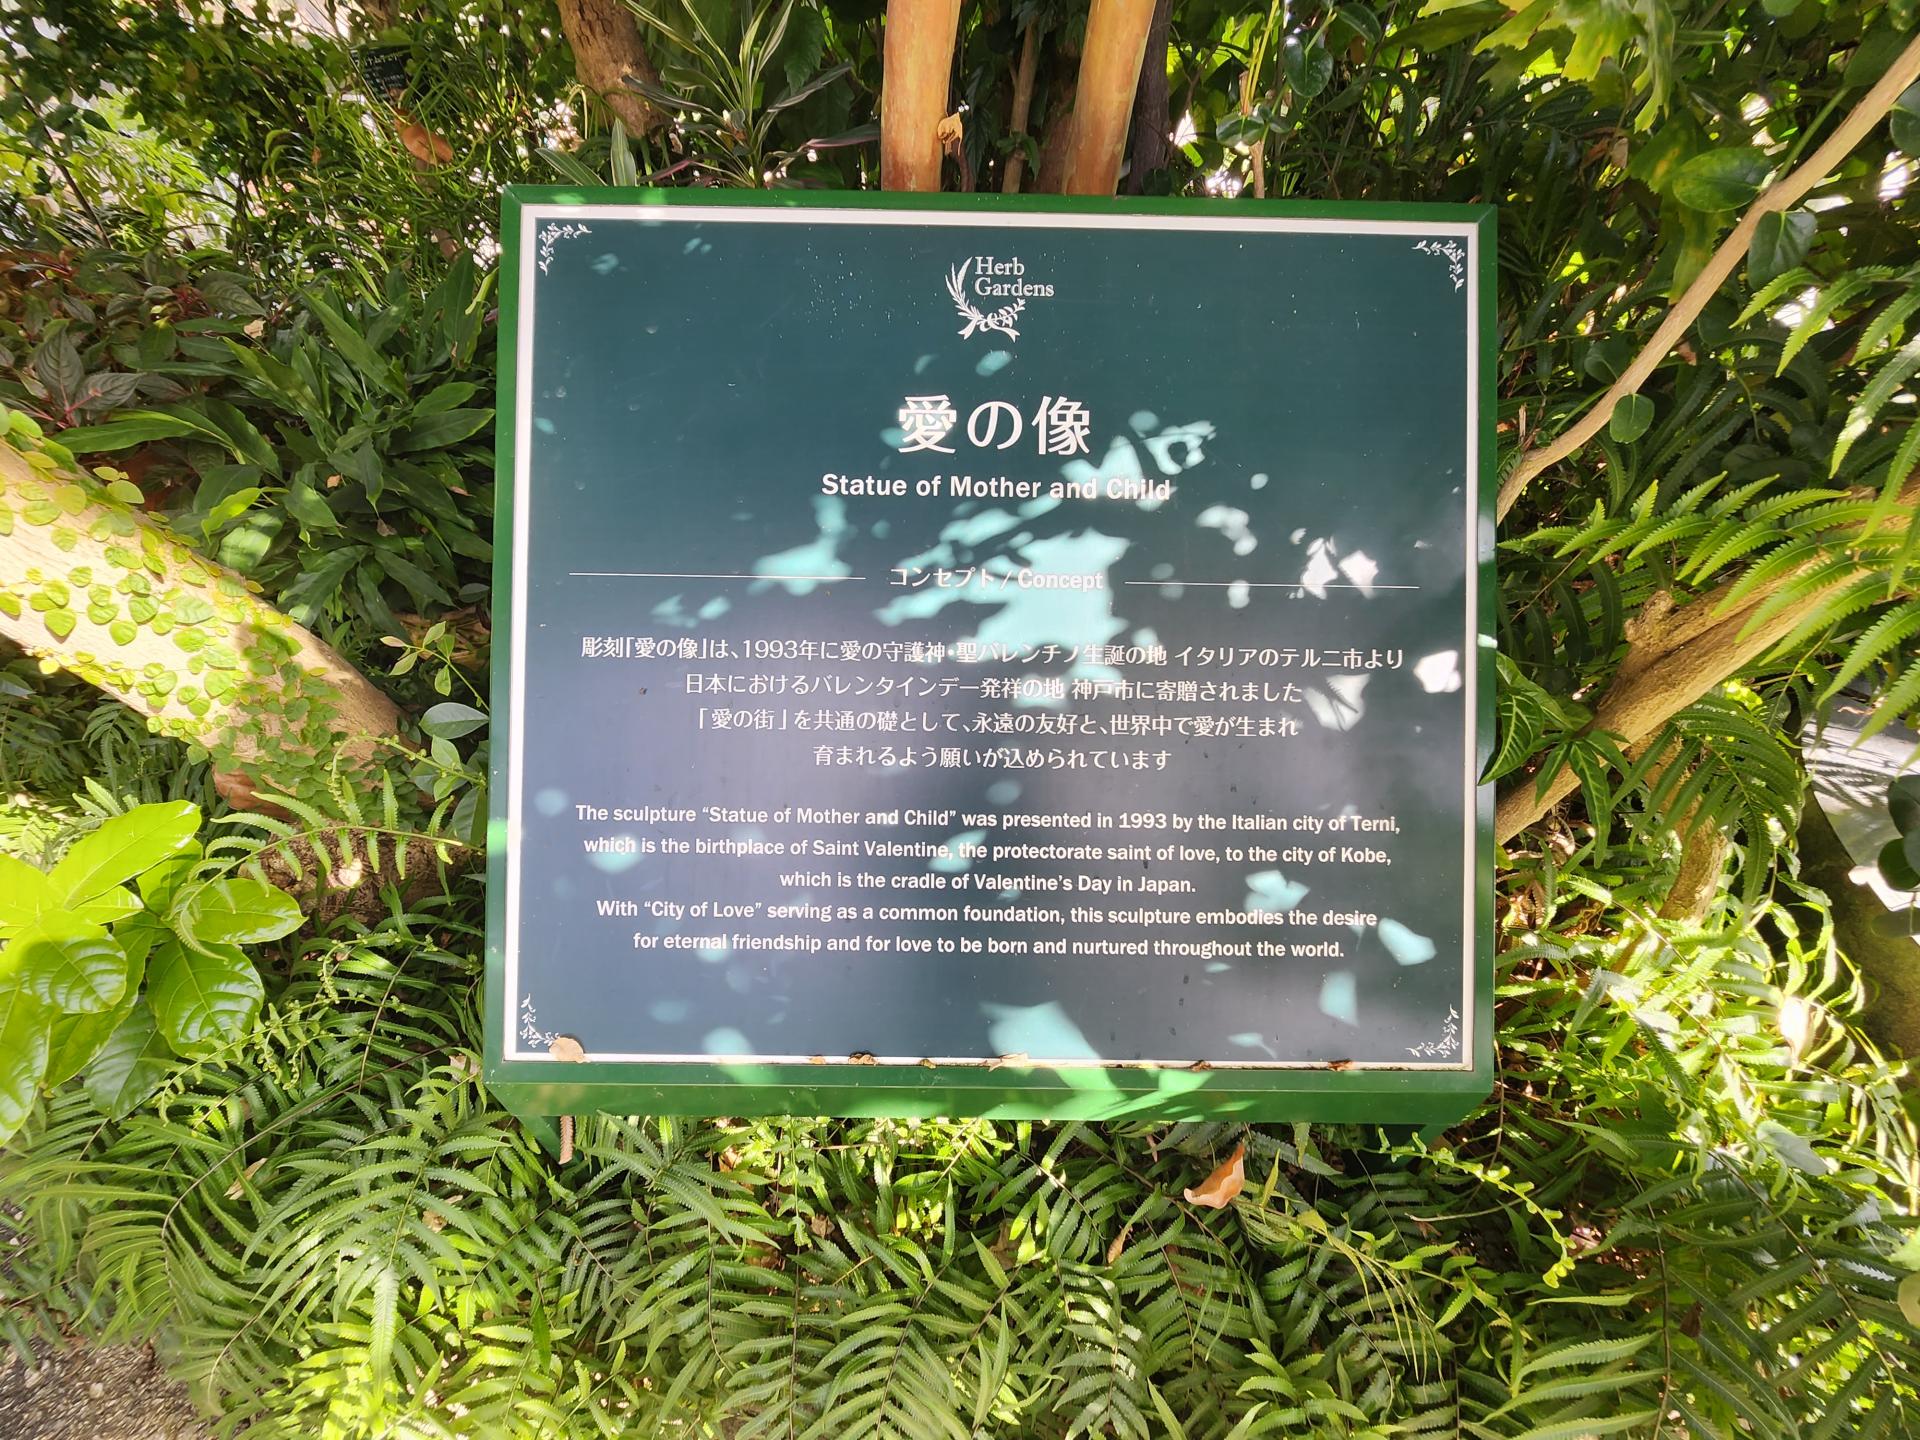 Herb
Gardens
愛の像
Statue of Mother and Child
コンセプト / Concept
彫刻「愛の像」は、1993年に愛の守護神・聖バレンチノ生誕の地 イタリアのテルニ市より
日本におけるバレンタインデー発祥の地 神戸市に寄贈されました
「愛の街」を共通の礎として、永遠の友好と、世界中で愛が生まれ
育まれるよう願いが込められています
The sculpture “Statue of Mother and Child” was presented in 1993 by the Italian city of Terni,
which is the birthplace of Saint Valentine, the protectorate saint of love, to the city of Kobe,
which is the cradle of Valentine’s Day in Japan.
With “City of Love” serving as a common foundation, this sculpture embodies the desire
for eternal friendship and for love to be born and nurtured throughout the world.